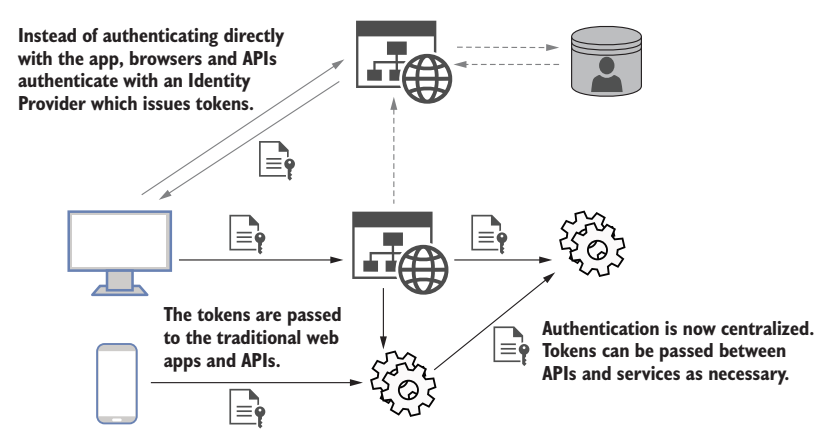 Instead of authenticating directly
with the app, browsers and APIs
authenticate with an Identity
Provider which issues tokens.
The tokens are passed
to the traditional web
apps and APIs.
Authentication is now centralized.
Tokens can be passed between
APIs and services as necessary.